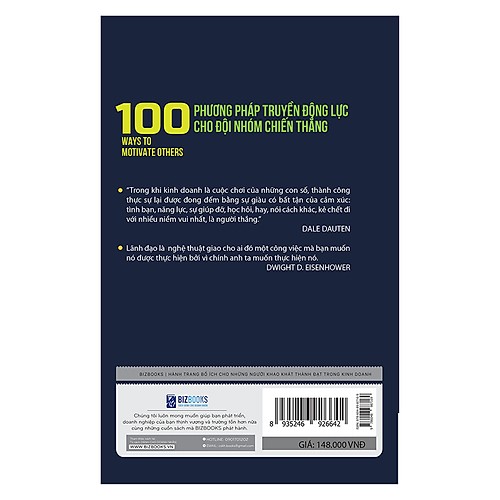 100
PHƯƠNG PHÁP TRUYỀN ĐỘNG LỰC
CHO ĐỘI NHÓM CHIẾN THẮNG
WAYS TO
MOTIVATE OTHERS
• "Trong khi kinh doanh là cuộc chơi của những con số, thành công
thực sự lại được đong đếm bằng sự giàu có bất tận của cảm xúc:
tình bạn, năng lực, sự giúp đỡ, học hỏi, hay, nói cách khác, kẻ chết đi
với nhiều niềm vui nhất, là người thắng."
DALE DAUTEN
• Lãnh đạo là nghệ thuật giao cho ai đó một công việc mà bạn muốn
nó được thực hiện bởi vì chính anh ta muốn thực hiện nó.
DWIGHT D. EISENHOWER
BIZBOOKS | HÀNH TRANG BỔ ÍCH CHO NHỮNG NGƯỜI KHAO KHÁT THÀNH ĐẠT TRONG KINH DOANH
BIZBOOKS
Chúng tôi luôn mong muốn giúp bạn phát triển,
doanh nghiệp của bạn thịnh vượng và trường tồn hơn nữa
cùng những cuốn sách mà BIZBOOKS phát hành.
WWW.BIZBOOKS.VN
HOTLINE: 0901701202
8 935246 926642
GIÁ: 148.000 VNĐ